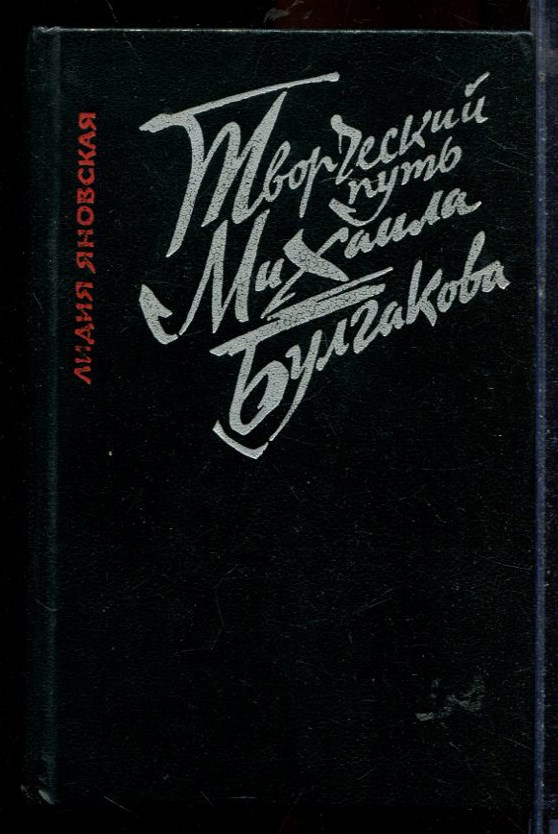 ЛИДИЯ ЯНОВСКАЯ
Творческий
путь
Михаила
Булгакова